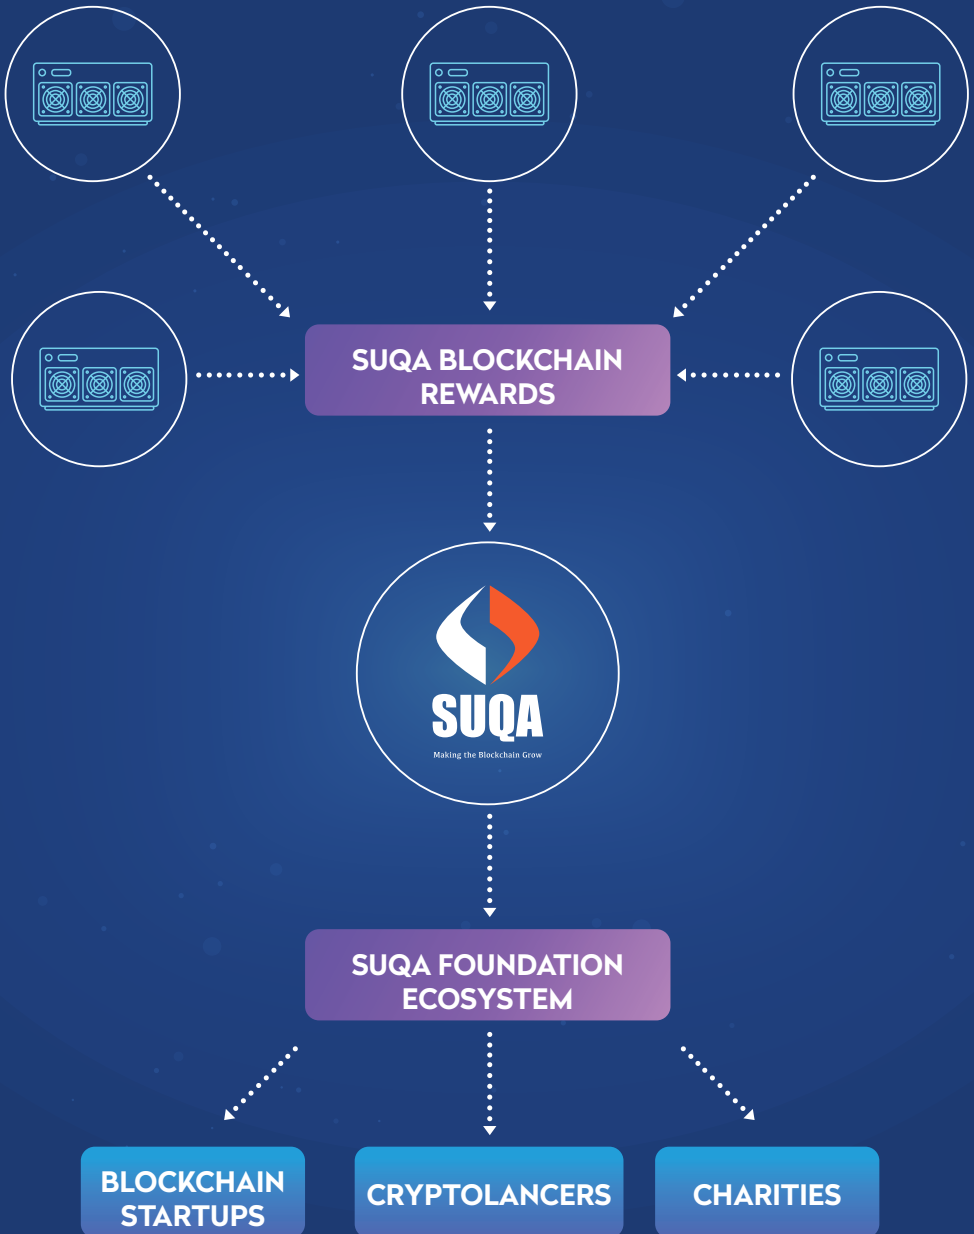 SUQA BLOCKCHAIN
REWARDS
SUQA
Making the Blockchain Grow
SUQA FOUNDATION
ECOSYSTEM
BLOCKCHAIN
STARTUPS
CRYPTOLANCERS
CHARITIES